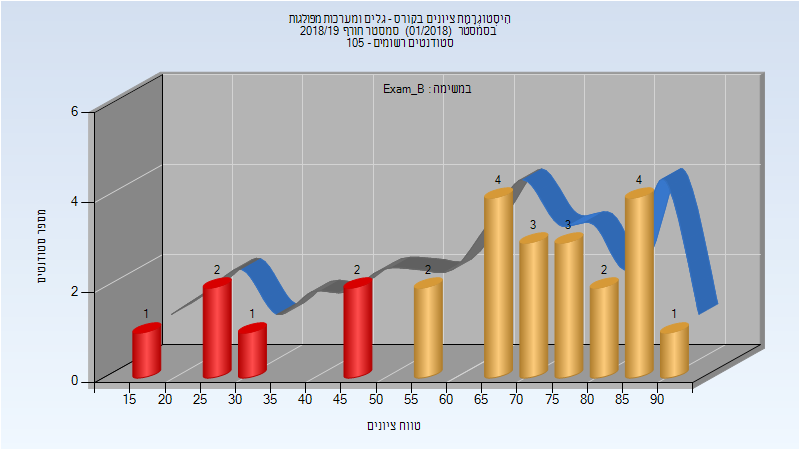 היסטוגרמת ציונים בקורס - גלים ומערכות מפולגות
בסמסטר (01/2018) סמסטר חורף 2018/19
סטודנטים רשומים - 105
במשימה : Exam_B
מספר סטודנטים
6
4
2
0
1 2 1 2 2 4 3 3 2 4 1
15 20 25 30 35 40 45 50 55 60 65 70 75 80 85 90
טווח ציונים